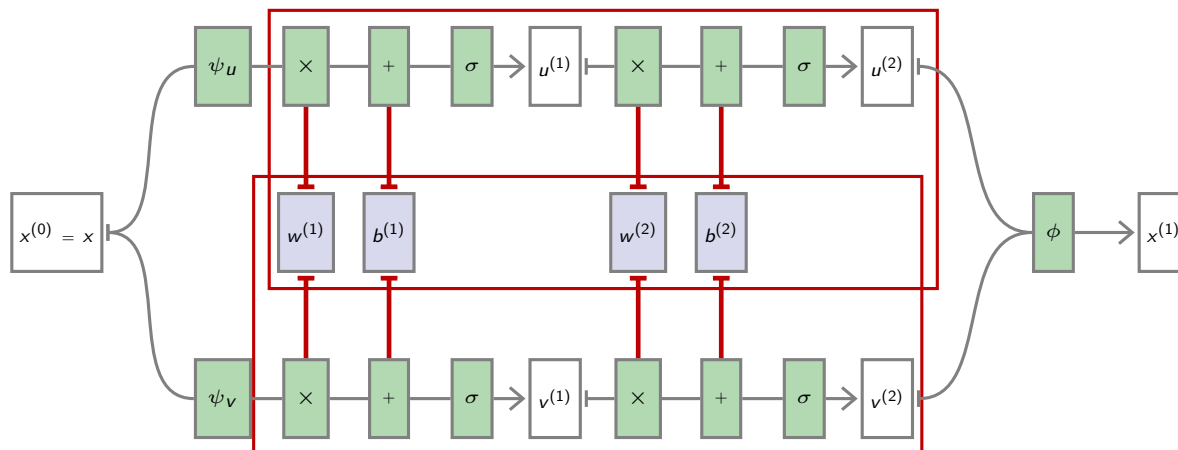 ψu × + σ u(1) × + σ u(2)
x(0) = x w(1) b(1) w(2) b(2) ϕ x(1)
ψv × + σ v(1) × + σ v(2)